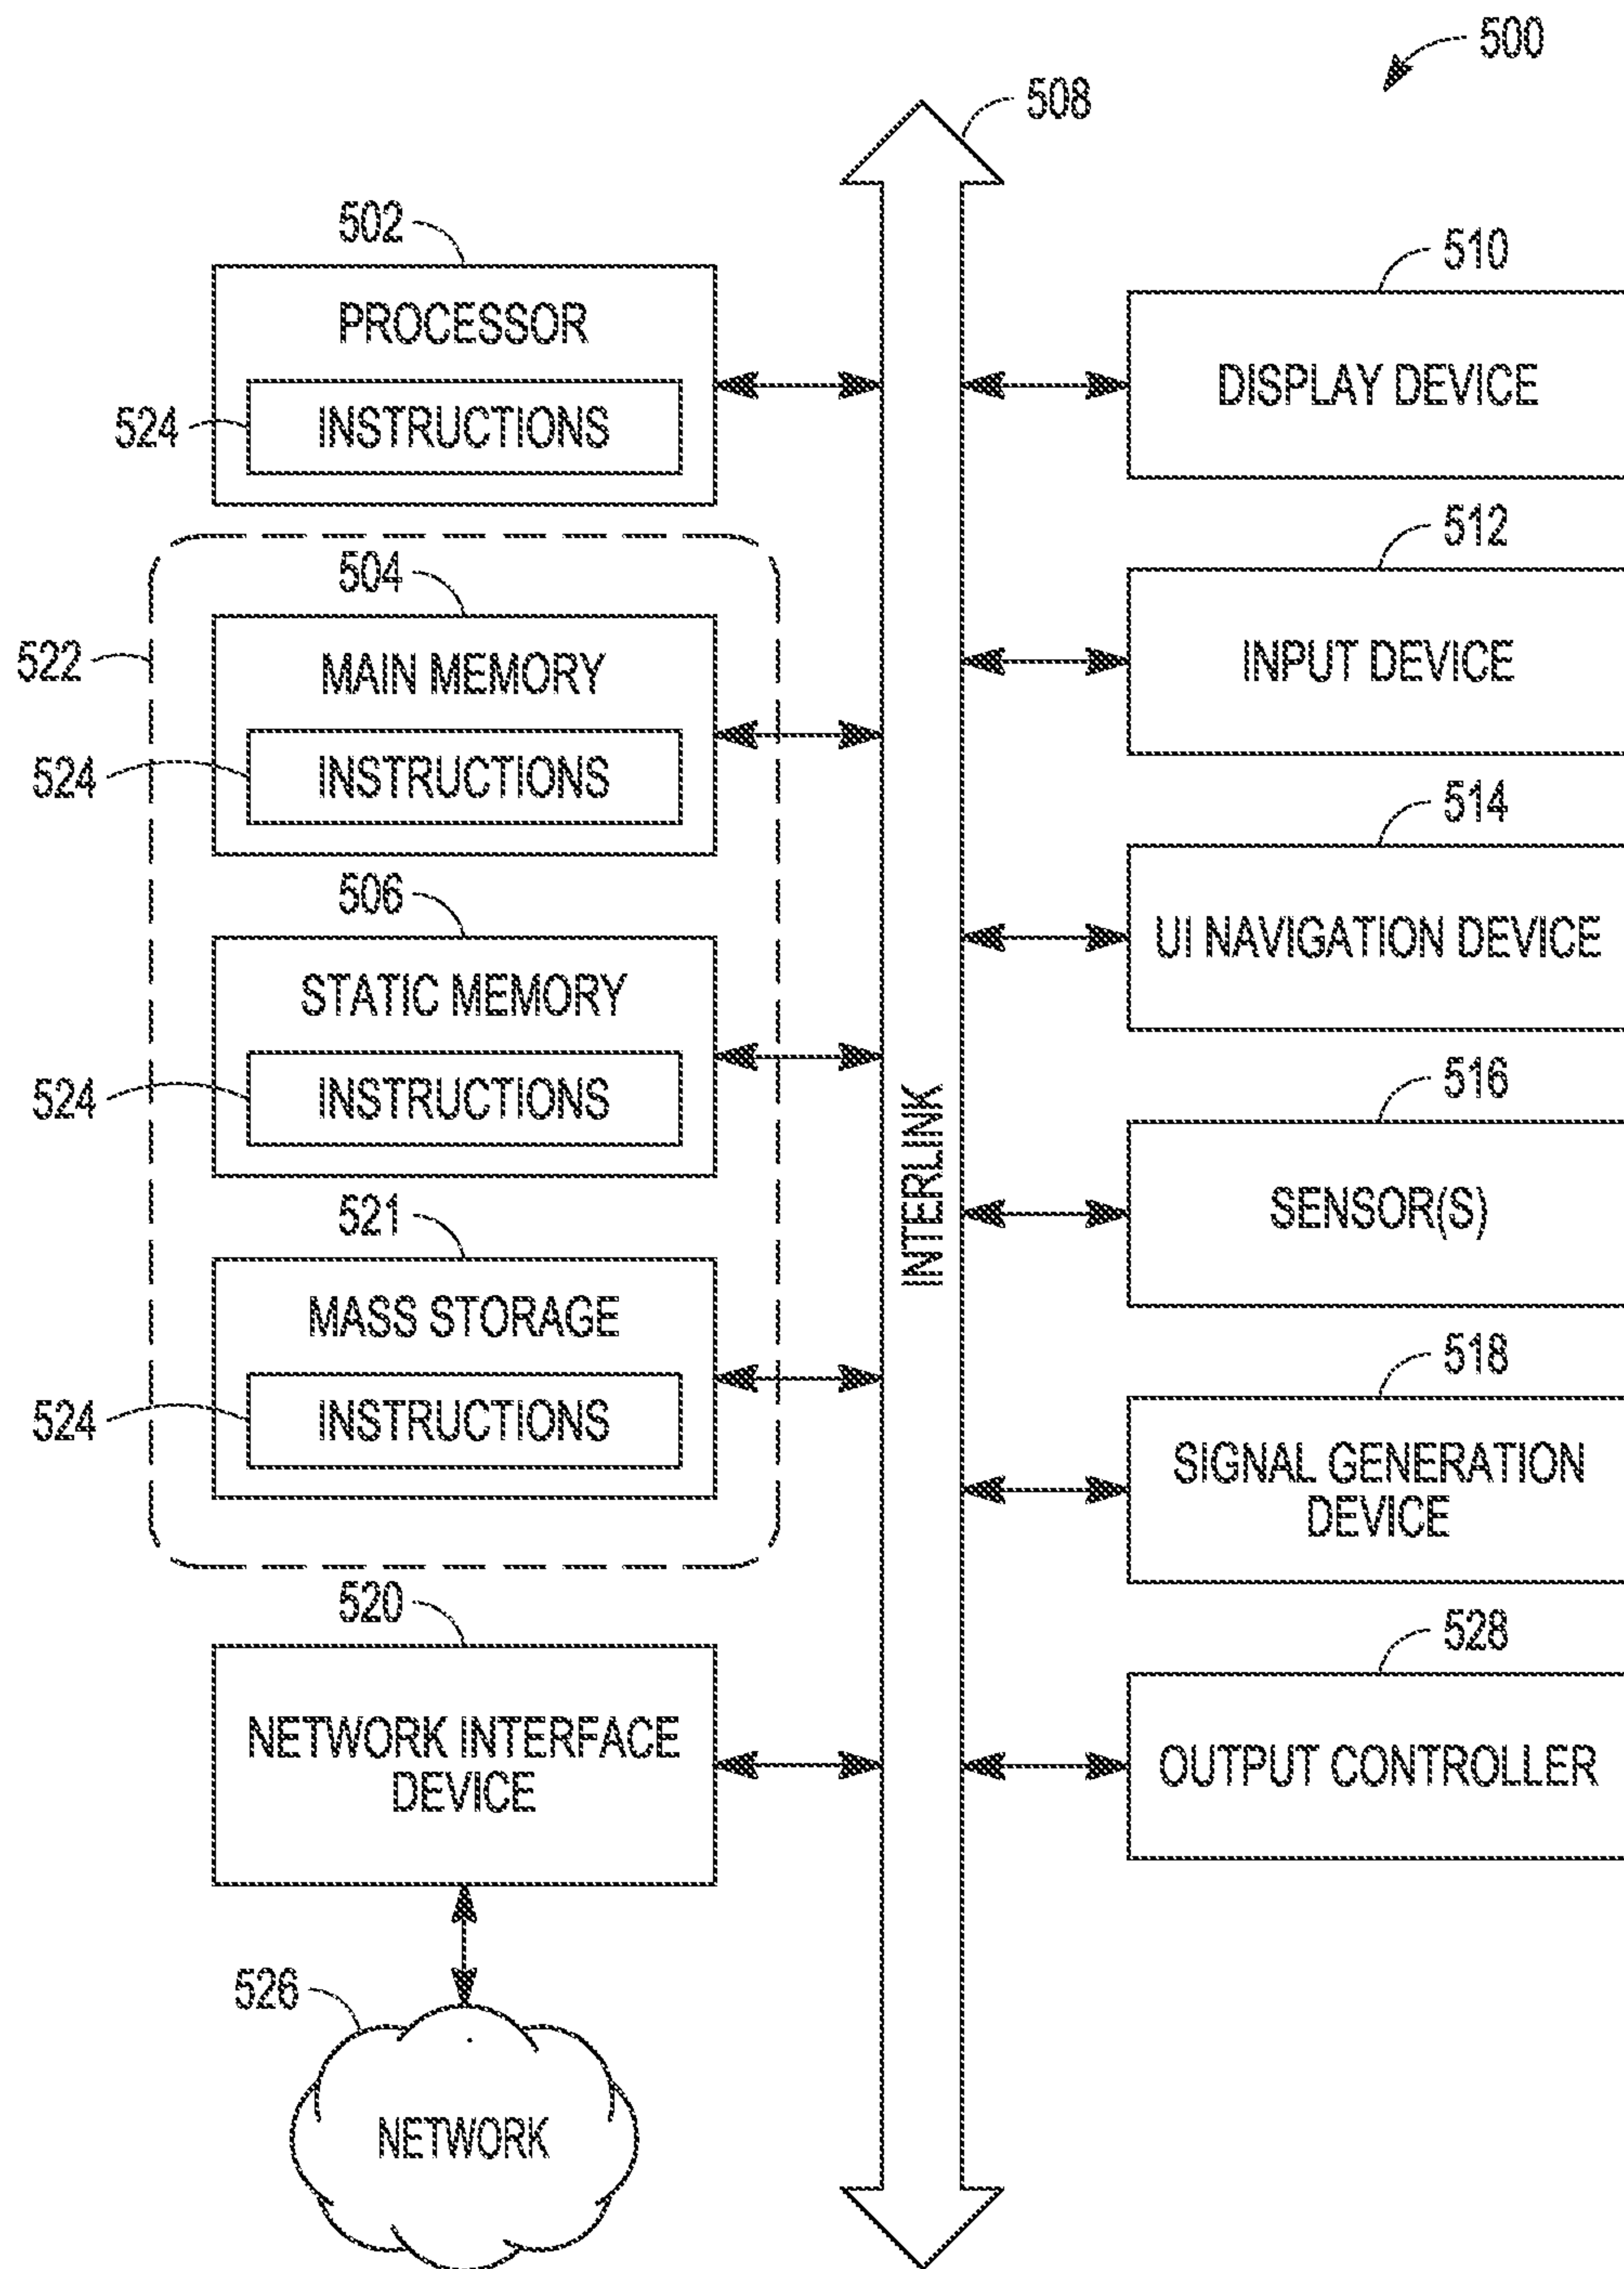 500
508
502
PROCESSOR
524
INSTRUCTIONS
522
504
MAIN MEMORY
524
INSTRUCTIONS
506
STATIC MEMORY
524
INSTRUCTIONS
521
MASS STORAGE
524
INSTRUCTIONS
520
NETWORK INTERFACE
DEVICE
526
NETWORK
INTERLINK
510
DISPLAY DEVICE
512
INPUT DEVICE
514
UI NAVIGATION DEVICE
516
SENSOR(S)
518
SIGNAL GENERATION
DEVICE
528
OUTPUT CONTROLLER